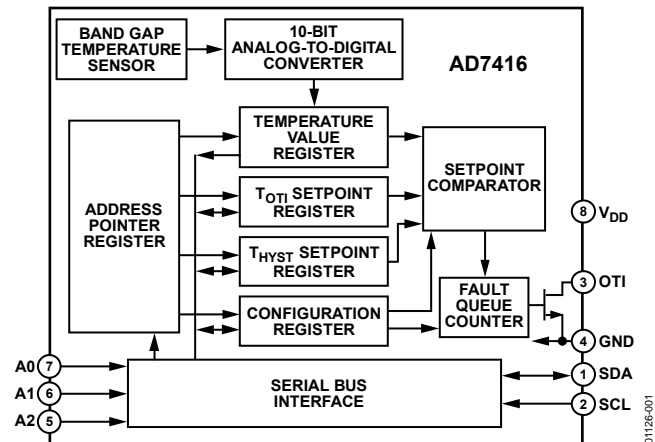 BAND GAP
TEMPERATURE
SENSOR
10-BIT
ANALOG-TO-DIGITAL
CONVERTER
AD7416
TEMPERATURE
VALUE
REGISTER
SETPOINT
COMPARATOR
ADDRESS
POINTER
REGISTER
TOTI SETPOINT
REGISTER
8 VDD
THYST SETPOINT
REGISTER
FAULT
QUEUE
COUNTER
3 OTI
CONFIGURATION
REGISTER
4 GND
A0 7
A1 6
A2 5
SERIAL BUS
INTERFACE
1 SDA
2 SCL
01126-001